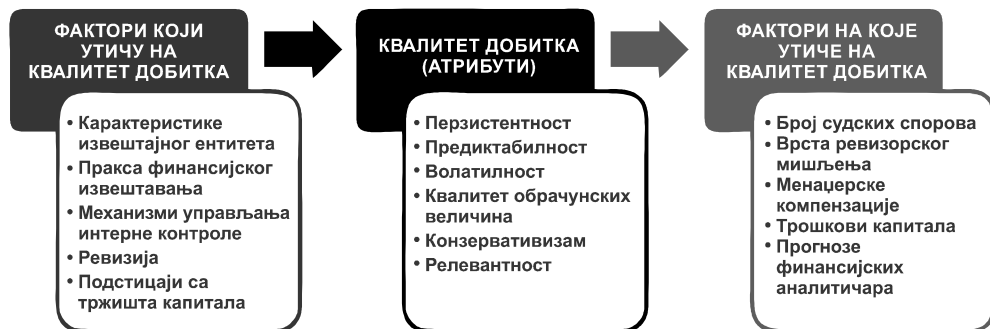 ФАКТОРИ КОЈИ
УТИЧУ НА
КВАЛИТЕТ ДОБИТКА
• Карактеристике
извештајног ентитета
• Пракса финансијског
извештавања
• Механизми управљања
интерне контроле
• Ревизија
• Подстицаји са
тржишта капитала
КВАЛИТЕТ ДОБИТКА
(АТРИБУТИ)
• Перзистентност
• Предиктабилност
• Волатилност
• Квалитет обрачунских
величина
• Конзервативизам
• Релевантност
ФАКТОРИ НА КОЈЕ
УТИЧЕ НА
КВАЛИТЕТ ДОБИТКА
• Број судских спорова
• Врста ревизорског
мишљења
• Менаџерске
компензације
• Трошкови капитала
• Прогнозе
финансијских
аналитичара